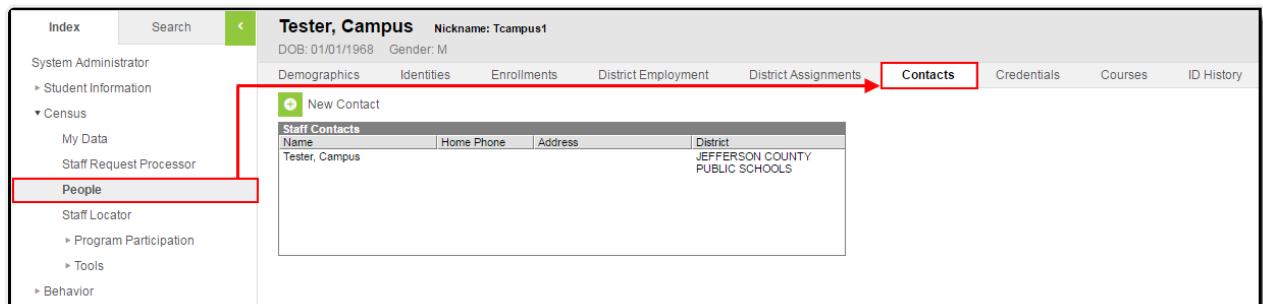 Index Search
System Administrator
Student Information
Census
My Data
Staff Request Processor
People
Staff Locator
Program Participation
Tools
Behavior
Tester, Campus Nickname: Tcampus1
DOB: 01/01/1968 Gender: M
Demographics Identities Enrollments District Employment District Assignments Contacts Credentials Courses ID History
New Contact
Staff Contacts
Name Home Phone Address District
Tester, Campus JEFFERSON COUNTY
PUBLIC SCHOOLS